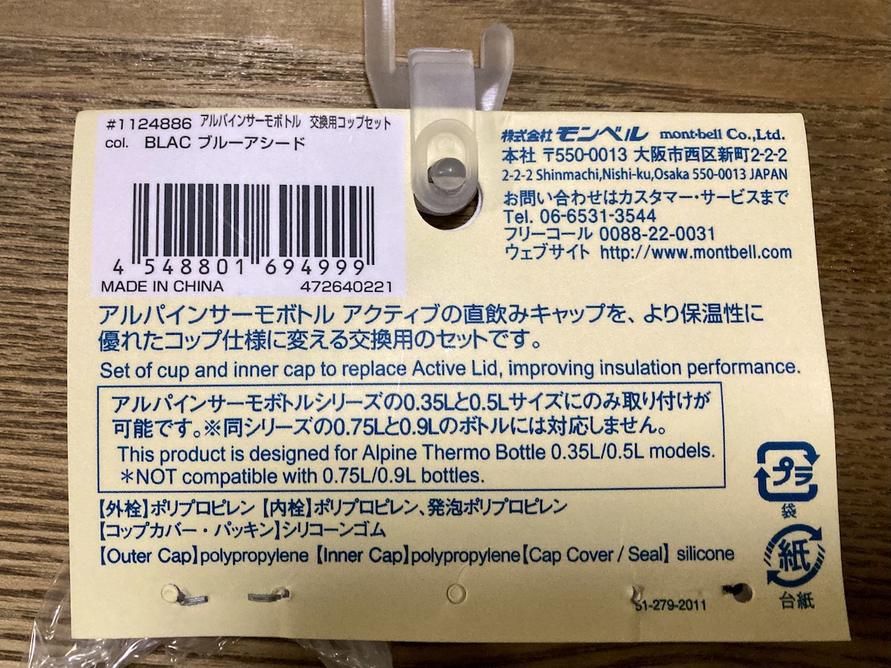 #1124886 アルパインサーモボトル 交換用コップセット
col. BLAC ブルーアシード
4 548801 694999
MADE IN CHINA 472640221
株式会社 モンベル mont-bell Co.,Ltd.
本社 〒550-0013 大阪市西区新町2-2-2
2-2-2 Shinmachi,Nishi-ku,Osaka 550-0013 JAPAN
お問い合わせはカスタマー・サービスまで
Tel. 06-6531-3544
フリーコール 0088-22-0031
ウェブサイト http://www.montbell.com
アルパインサーモボトル アクティブの直飲みキャップを、より保温性に
優れたコップ仕様に変える交換用のセットです。
Set of cup and inner cap to replace Active Lid, improving insulation performance.
アルパインサーモボトルシリーズの0.35Lと0.5Lサイズにのみ取り付けが
可能です。※同シリーズの0.75Lと0.9Lのボトルには対応しません。
This product is designed for Alpine Thermo Bottle 0.35L/0.5L models.
*NOT compatible with 0.75L/0.9L bottles.
【外栓】ポリプロピレン 【内栓】ポリプロピレン、発泡ポリプロピレン
【コップカバー・パッキン】シリコーンゴム
【Outer Cap】polypropylene 【Inner Cap】polypropylene【Cap Cover / Seal】 silicone
プラ
袋
紙
台紙
51-279-2011